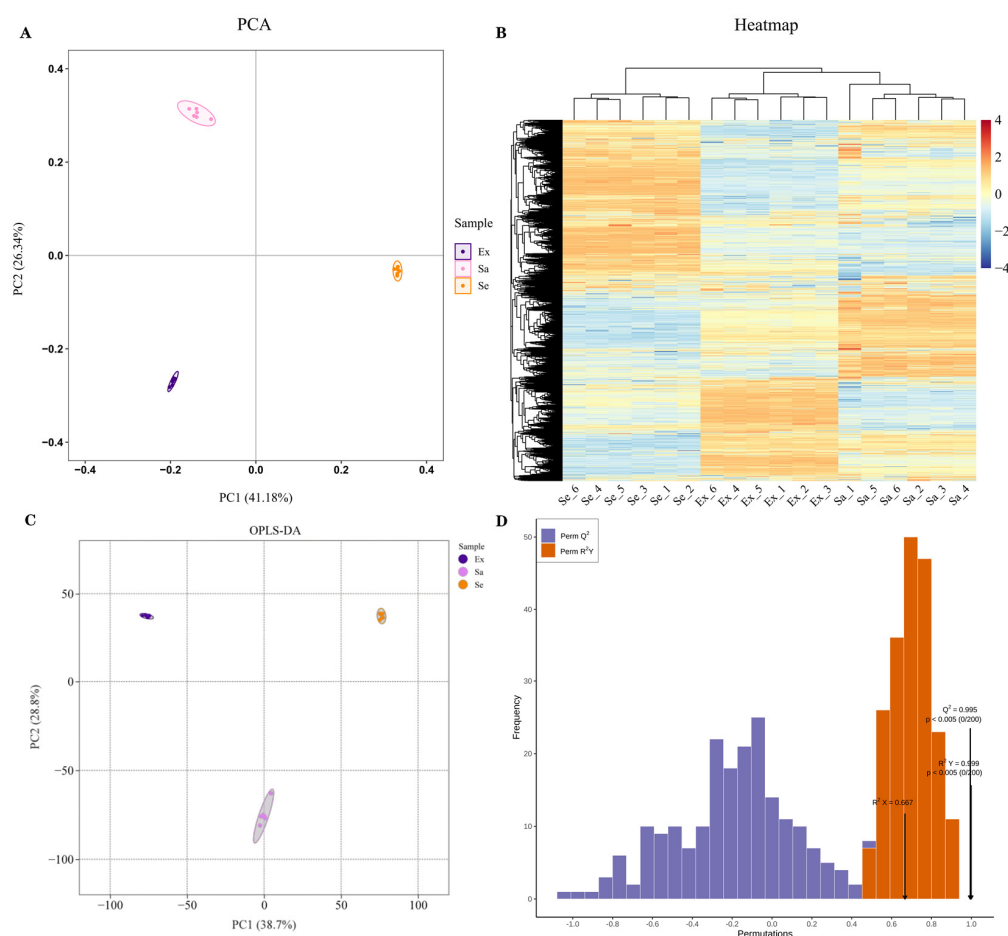 A
PCA
0.4
0.2
0.0
−0.2
−0.4
PC2 (26.34%)
−0.4
−0.2
0.0
0.2
0.4
PC1 (41.18%)
Sample
Ex
Sa
Se
B
Heatmap
4
2
0
−2
−4
Se_6
Se_4
Se_5
Se_3
Se_1
Se_2
Ex_6
Ex_4
Ex_5
Ex_1
Ex_2
Ex_3
Sa_1
Sa_5
Sa_6
Sa_2
Sa_3
Sa_4
C
OPLS-DA
50
0
−50
−100
PC2 (28.8%)
−100
−50
0
50
100
PC1 (38.7%)
Sample
Ex
Sa
Se
D
Perm Q²
Perm R²Y
50
40
30
20
10
0
Frequency
Q² = 0.995
p < 0.005 (0/200)
R² Y = 0.999
p < 0.005 (0/200)
R² X = 0.667
-1.0
-0.8
-0.6
-0.4
-0.2
0.0
0.2
0.4
0.6
0.8
1.0
Permutations